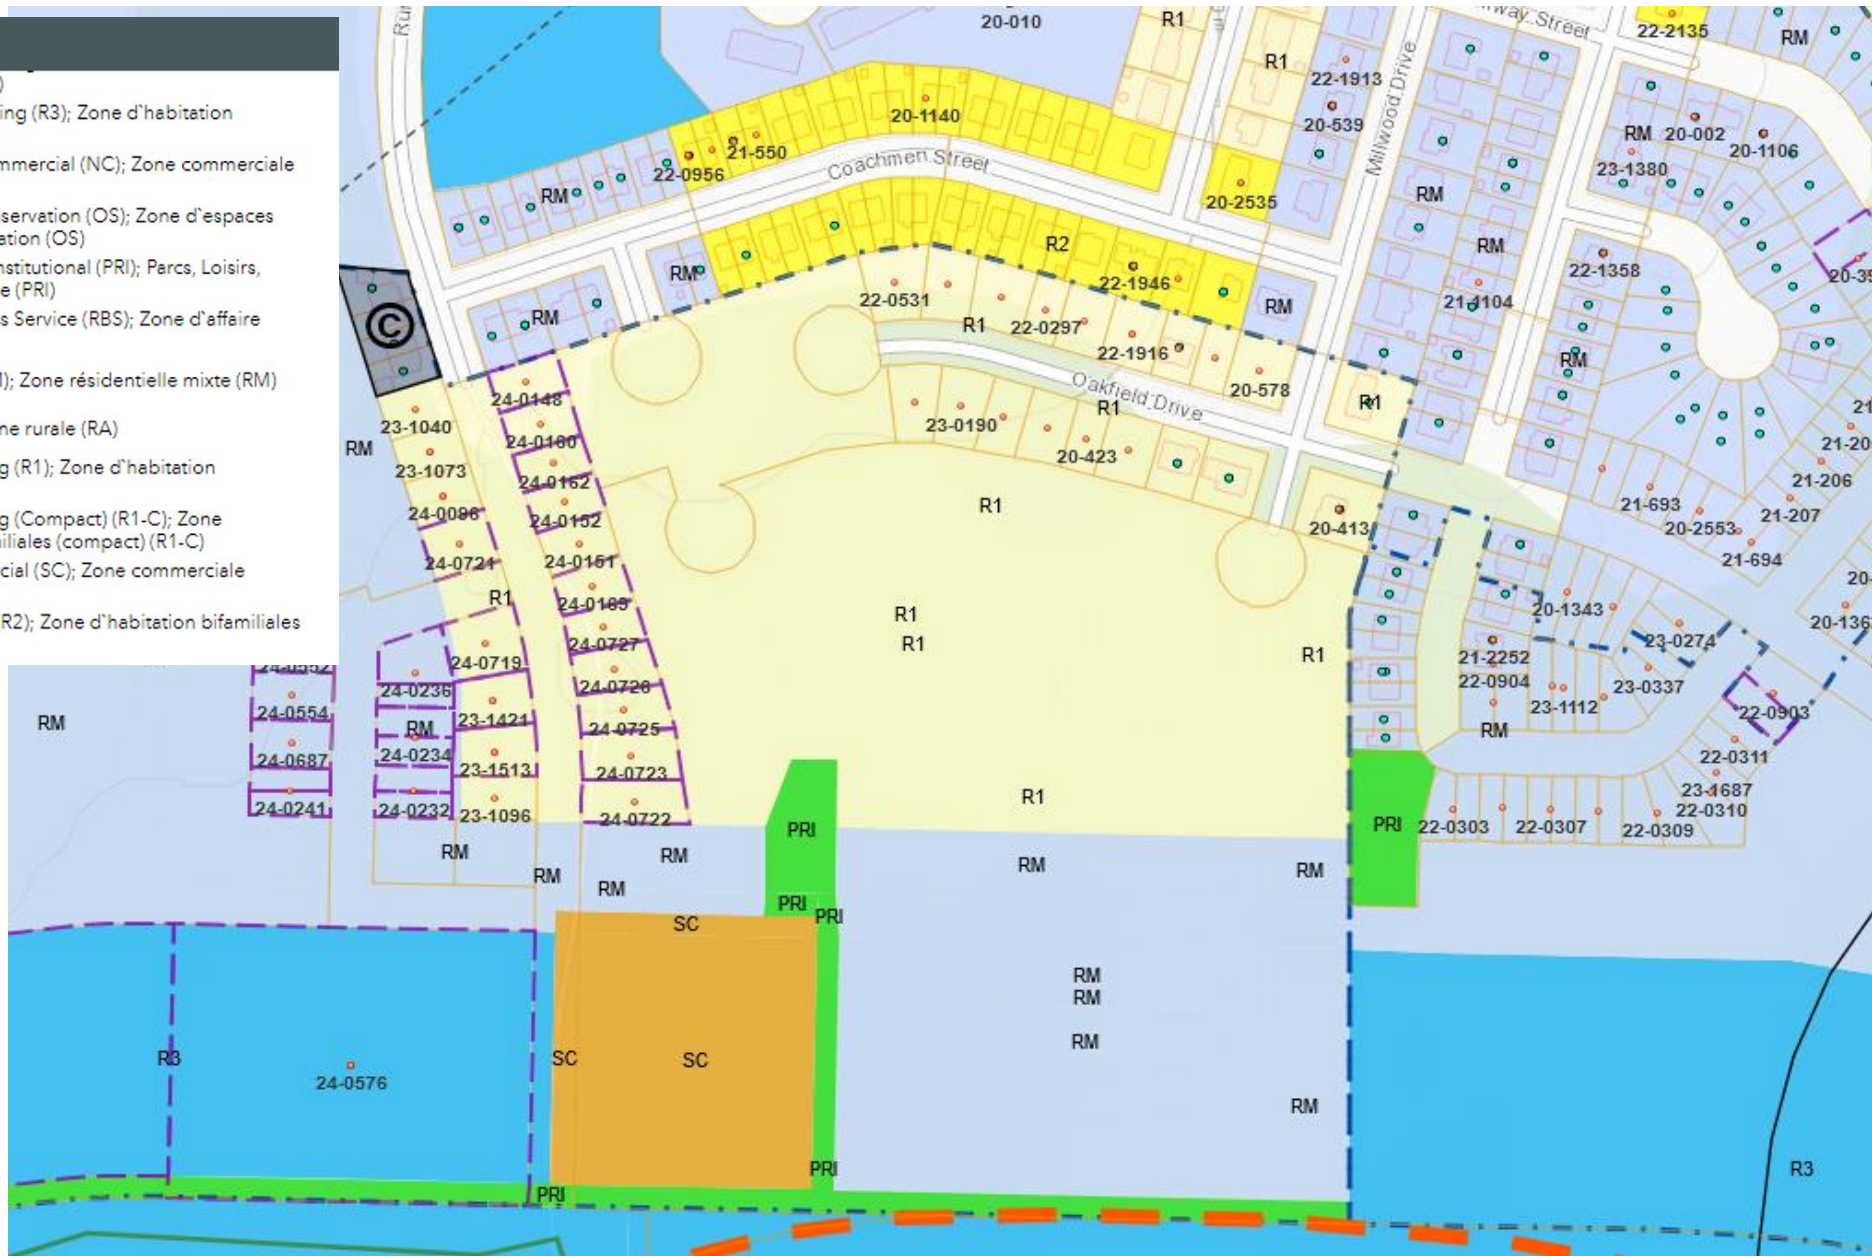 )
ing (R3); Zone d`habitation
mmercial (NC); Zone commerciale
servation (OS); Zone d`espaces
ation (OS)
nstitutional (PRI); Parcs, Loisirs,
e (PRI)
s Service (RBS); Zone d`affaire
); Zone résidentielle mixte (RM)
ne rurale (RA)
g (R1); Zone d`habitation
g (Compact) (R1-C); Zone
iliales (compact) (R1-C)
cial (SC); Zone commerciale
R2); Zone d`habitation bifamiliales
20-010
R1
22-2135
RM
Street
R1
22-1913
Millwood Drive
20-1140
20-539
RM
20-002
20-1106
21-550
Coachmen Street
23-1380
22-0956
RM
20-2535
RM
R2
RM
22-1358
RM
22-1946
21-1104
22-0531
RM
©
RM
R1
22-0297
22-1916
RM
20-578
Oakfield Drive
R1
R1
24-0148
23-1040
23-0190
24-0160
RM
20-423
23-1073
21-206
24-0162
R1
21-693
24-0096
24-0152
20-413
20-2553
21-207
21-694
24-0721
24-0151
R1
24-0165
20-1343
R1
R1
20-136
24-0727
23-0274
R1
21-2252
24-0719
24-0552
22-0904
24-0236
24-0726
23-0337
24-0554
RM
23-1421
23-1112
22-0903
RM
24-0725
RM
24-0234
24-0687
23-1513
24-0723
22-0311
R1
23-1687
24-0241
24-0232
23-1096
24-0722
22-0310
PRI
PRI
22-0303
22-0307
22-0309
RM
RM
RM
RM
RM
RM
PRI
PRI
SC
RM
RM
RM
R3
SC
SC
24-0576
RM
PRI
R3
PRI